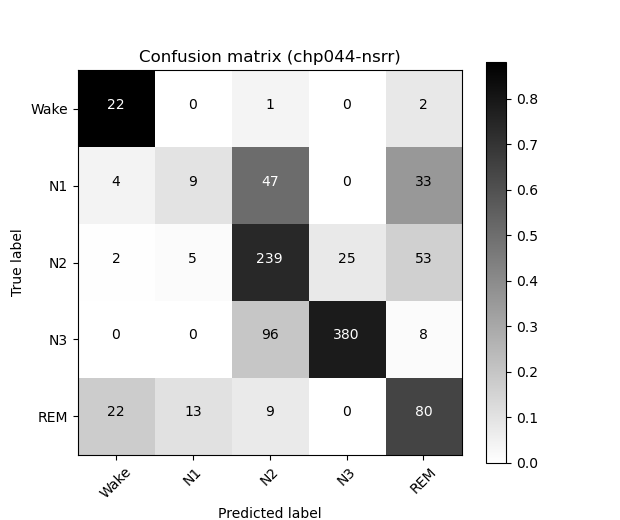 Confusion matrix (chp044-nsrr)
Wake 22 0 1 0 2
N1 4 9 47 0 33
N2 2 5 239 25 53
N3 0 0 96 380 8
REM 22 13 9 0 80
Wake N1 N2 N3 REM
Predicted label
True label
0.8
0.7
0.6
0.5
0.4
0.3
0.2
0.1
0.0